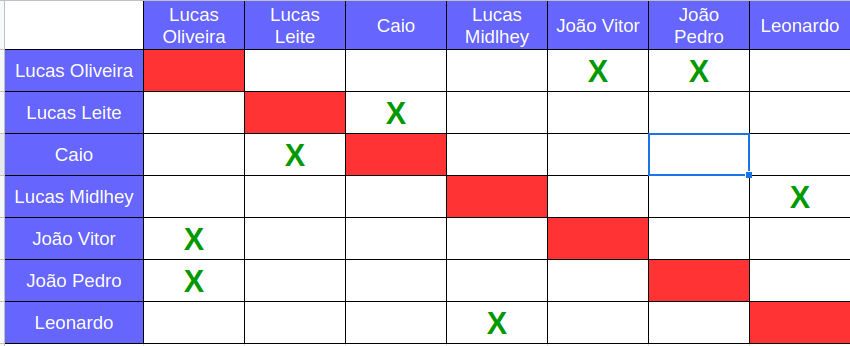 Lucas Oliveira
Lucas Leite
Caio
Lucas Midlhey
João Vitor
João Pedro
Leonardo
Lucas Oliveira X X
Lucas Leite X
Caio X
Lucas Midlhey X
João Vitor X
João Pedro X
Leonardo X